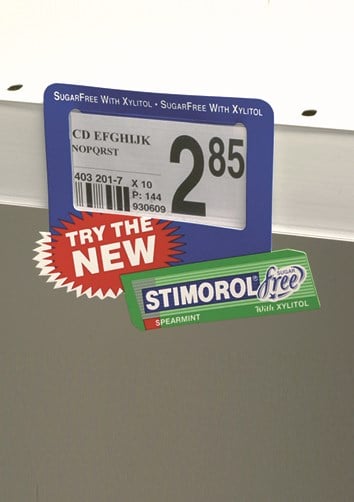 SUGARFREE WITH XYLITOL • SUGARFREE WITH XYLITOL
CD EFGHIJK
NOPQRST
2 85
403 201-7
X 10
P: 144
930609
TRY THE
NEW
STIMOROL®
SUGAR
free
With XYLITOL
SPEARMINT